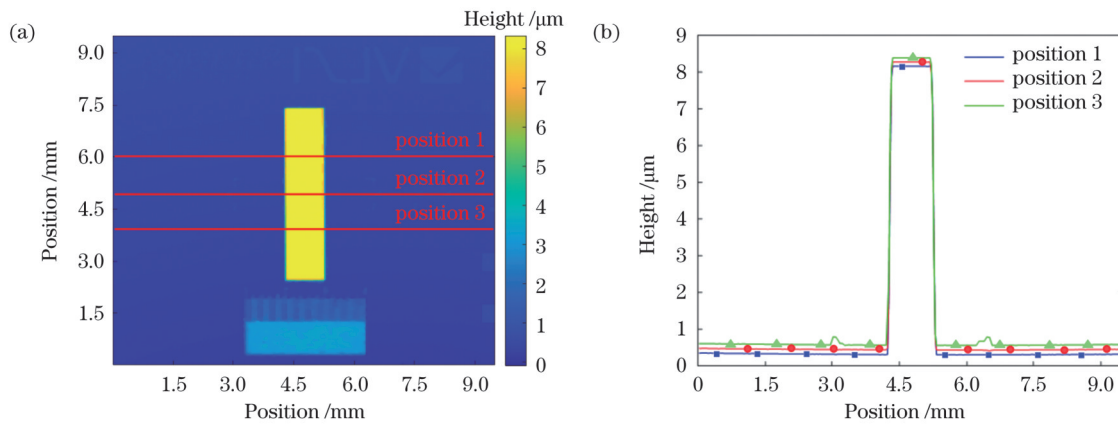 (a)
Height /μm
9.0
7.5
6.0
4.5
3.0
1.5
Position /mm
position 1
position 2
position 3
1.5 3.0 4.5 6.0 7.5 9.0
Position /mm
8
7
6
5
4
3
2
1
0
(b)
9
8
7
6
5
4
3
2
1
0
Height /μm
position 1
position 2
position 3
0 1.5 3.0 4.5 6.0 7.5 9.0
Position /mm